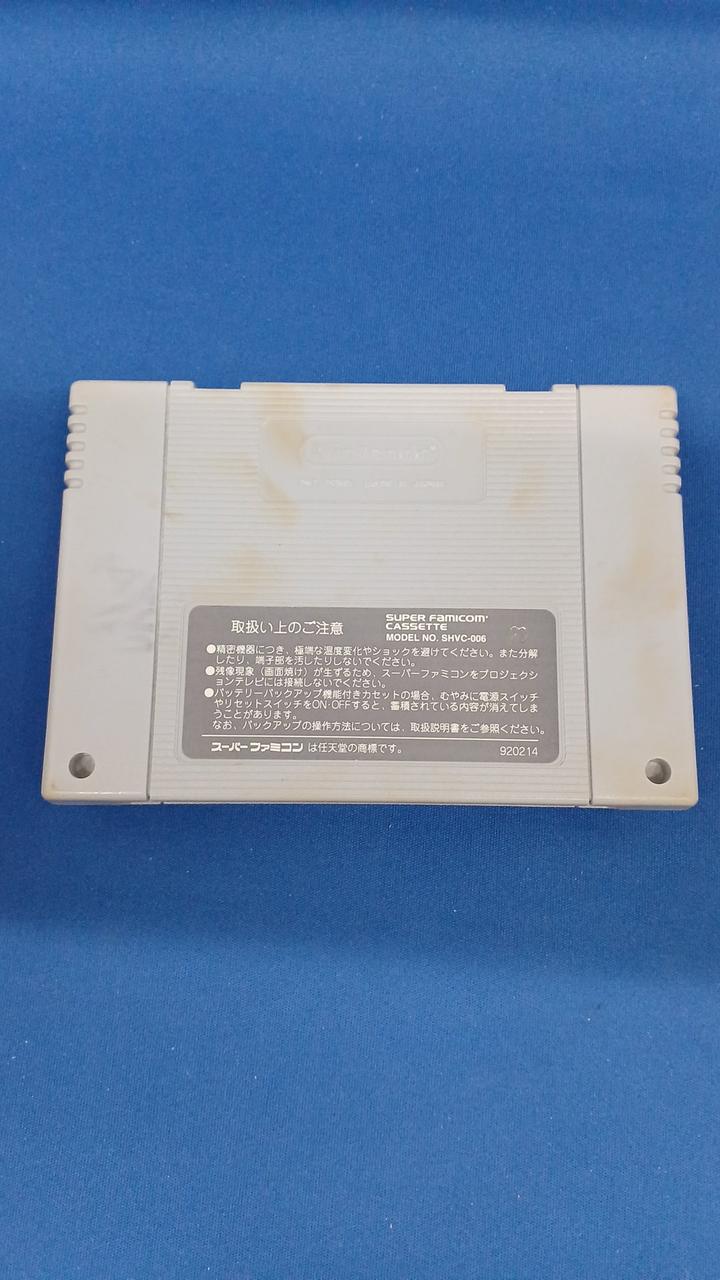 Nintendo
取扱い上のご注意
SUPER FAMICOM
CASSETTE
MODEL NO. SHVC-006
●精密機器につき、極端な温度変化やショックを避けてください。また分解
したり、端子部を汚したりしないでください。
●残像現象(画面焼け)が生ずるため、スーパーファミコンをプロジェクシ
ョンテレビには接続しないでください。
●バッテリーバックアップ機能付きカセットの場合、むやみに電源スイッチ
やリセットスイッチをON・OFFすると、蓄積されている内容が消えてしま
うことがあります。
なお、バックアップの操作方法については、取扱説明書をご参照ください。
スーパーファミコン は任天堂の商標です。
920214